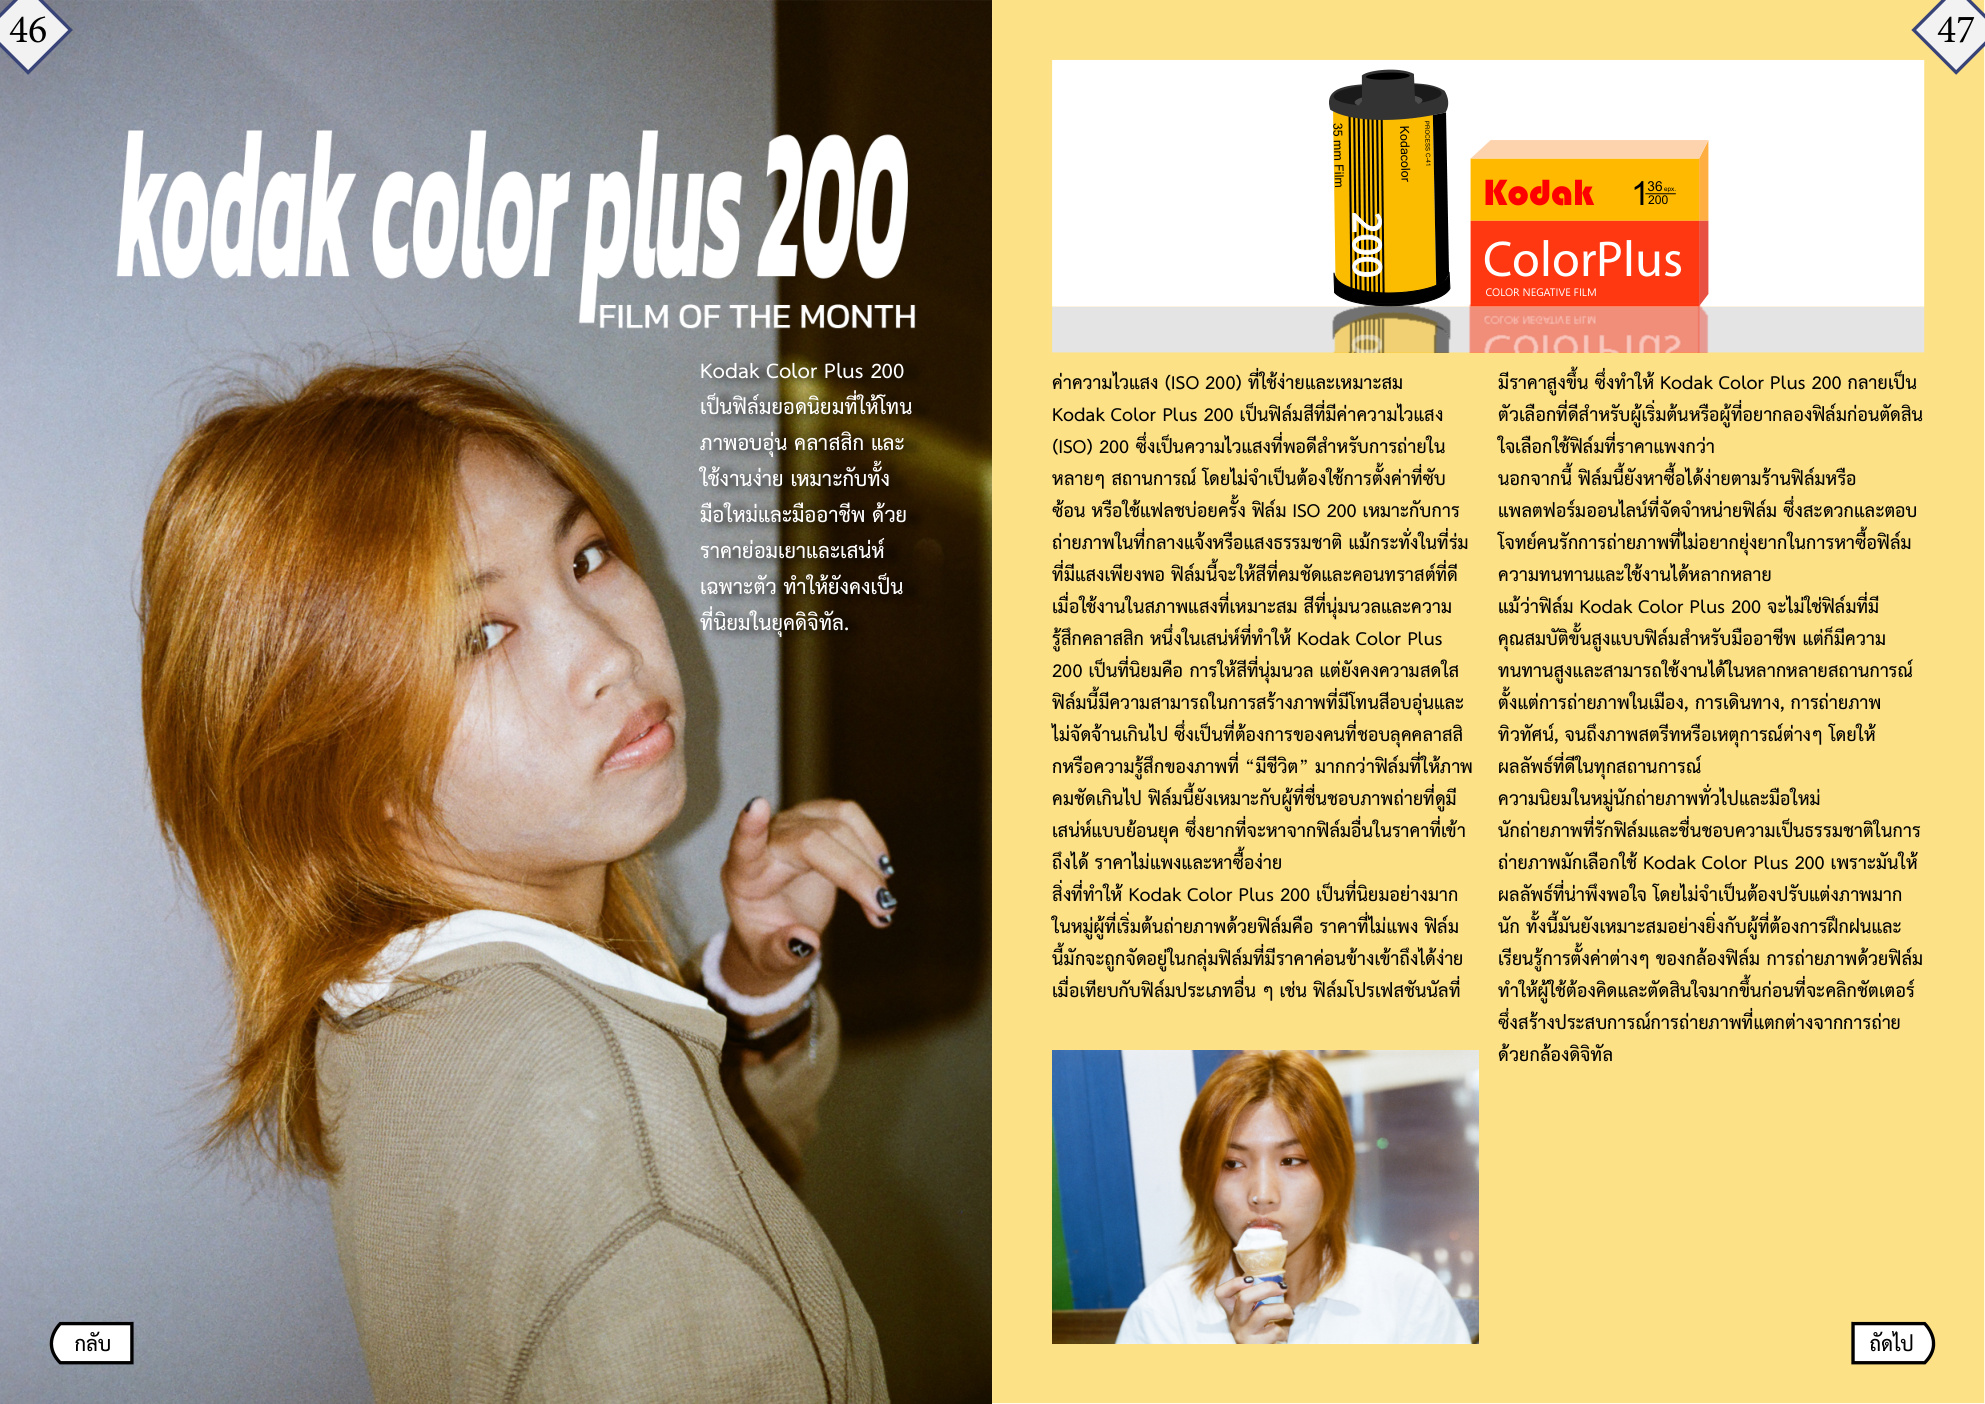 46
kodak color plus 200
FILM OF THE MONTH
Kodak Color Plus 200
เป็นฟิล์มยอดนิยมที่ให้โทน
ภาพอบอุ่น คลาสสิก และ
ใช้งานง่าย เหมาะกับทั้ง
มือใหม่และมืออาชีพ ด้วย
ราคาย่อมเยาและเสน่ห์
เฉพาะตัว ทำให้ยังคงเป็น
ที่นิยมในยุคดิจิทัล.
กลับ
47
35 mm Film
Kodacolor
PROCESS C-41
200
Kodak
1 36 epx. 200
ColorPlus
COLOR NEGATIVE FILM
ค่าความไวแสง (ISO 200) ที่ใช้ง่ายและเหมาะสม
Kodak Color Plus 200 เป็นฟิล์มสีที่มีค่าความไวแสง
(ISO) 200 ซึ่งเป็นความไวแสงที่พอดีสำหรับการถ่ายใน
หลายๆ สถานการณ์ โดยไม่จำเป็นต้องใช้การตั้งค่าที่ซับ
ซ้อน หรือใช้แฟลชบ่อยครั้ง ฟิล์ม ISO 200 เหมาะกับการ
ถ่ายภาพในที่กลางแจ้งหรือแสงธรรมชาติ แม้กระทั่งในที่ร่ม
ที่มีแสงเพียงพอ ฟิล์มนี้จะให้สีที่คมชัดและคอนทราสต์ที่ดี
เมื่อใช้งานในสภาพแสงที่เหมาะสม สีที่นุ่มนวลและความ
รู้สึกคลาสสิก หนึ่งในเสน่ห์ที่ทำให้ Kodak Color Plus
200 เป็นที่นิยมคือ การให้สีที่นุ่มนวล แต่ยังคงความสดใส
ฟิล์มนี้มีความสามารถในการสร้างภาพที่มีโทนสีอบอุ่นและ
ไม่จัดจ้านเกินไป ซึ่งเป็นที่ต้องการของคนที่ชอบลุคคลาสสิ
กหรือความรู้สึกของภาพที่ “มีชีวิต” มากกว่าฟิล์มที่ให้ภาพ
คมชัดเกินไป ฟิล์มนี้ยังเหมาะกับผู้ที่ชื่นชอบภาพถ่ายที่ดูมี
เสน่ห์แบบย้อนยุค ซึ่งยากที่จะหาจากฟิล์มอื่นในราคาที่เข้า
ถึงได้ ราคาไม่แพงและหาซื้อง่าย
สิ่งที่ทำให้ Kodak Color Plus 200 เป็นที่นิยมอย่างมาก
ในหมู่ผู้ที่เริ่มต้นถ่ายภาพด้วยฟิล์มคือ ราคาที่ไม่แพง ฟิล์ม
นี้มักจะถูกจัดอยู่ในกลุ่มฟิล์มที่มีราคาค่อนข้างเข้าถึงได้ง่าย
เมื่อเทียบกับฟิล์มประเภทอื่น ๆ เช่น ฟิล์มโปรเฟสชันนัลที่
มีราคาสูงขึ้น ซึ่งทำให้ Kodak Color Plus 200 กลายเป็น
ตัวเลือกที่ดีสำหรับผู้เริ่มต้นหรือผู้ที่อยากลองฟิล์มก่อนตัดสิน
ใจเลือกใช้ฟิล์มที่ราคาแพงกว่า
นอกจากนี้ ฟิล์มนี้ยังหาซื้อได้ง่ายตามร้านฟิล์มหรือ
แพลตฟอร์มออนไลน์ที่จัดจำหน่ายฟิล์ม ซึ่งสะดวกและตอบ
โจทย์คนรักการถ่ายภาพที่ไม่อยากยุ่งยากในการหาซื้อฟิล์ม
ความทนทานและใช้งานได้หลากหลาย
แม้ว่าฟิล์ม Kodak Color Plus 200 จะไม่ใช่ฟิล์มที่มี
คุณสมบัติขั้นสูงแบบฟิล์มสำหรับมืออาชีพ แต่ก็มีความ
ทนทานสูงและสามารถใช้งานได้ในหลากหลายสถานการณ์
ตั้งแต่การถ่ายภาพในเมือง, การเดินทาง, การถ่ายภาพ
ทิวทัศน์, จนถึงภาพสตรีทหรือเหตุการณ์ต่างๆ โดยให้
ผลลัพธ์ที่ดีในทุกสถานการณ์
ความนิยมในหมู่นักถ่ายภาพทั่วไปและมือใหม่
นักถ่ายภาพที่รักฟิล์มและชื่นชอบความเป็นธรรมชาติในการ
ถ่ายภาพมักเลือกใช้ Kodak Color Plus 200 เพราะมันให้
ผลลัพธ์ที่น่าพึงพอใจ โดยไม่จำเป็นต้องปรับแต่งภาพมาก
นัก ทั้งนี้มันยังเหมาะสมอย่างยิ่งกับผู้ที่ต้องการฝึกฝนและ
เรียนรู้การตั้งค่าต่างๆ ของกล้องฟิล์ม การถ่ายภาพด้วยฟิล์ม
ทำให้ผู้ใช้ต้องคิดและตัดสินใจมากขึ้นก่อนที่จะคลิกชัตเตอร์
ซึ่งสร้างประสบการณ์การถ่ายภาพที่แตกต่างจากการถ่าย
ด้วยกล้องดิจิทัล
ถัดไป